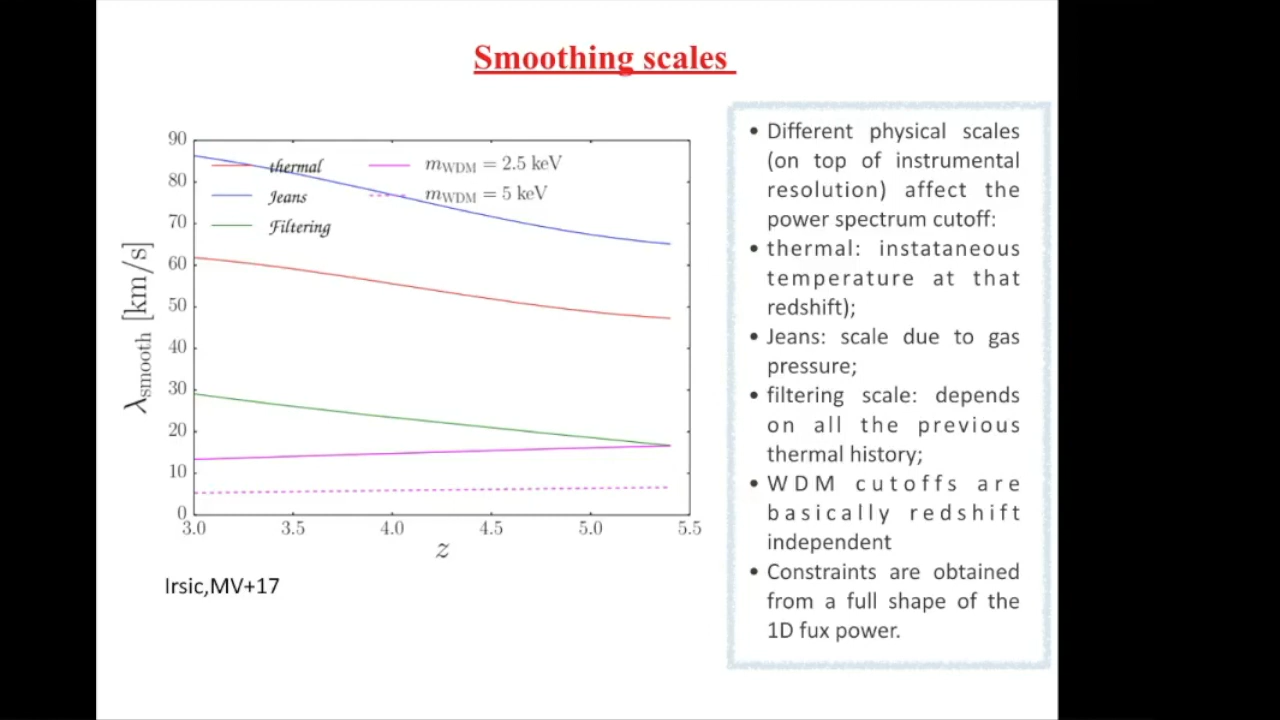 Smoothing scales
90
80
70
60
50
40
30
20
10
0
λsmooth [km/s]
thermal
Jeans
Filtering
mWDM = 2.5 keV
mWDM = 5 keV
3.0 3.5 4.0 4.5 5.0 5.5
z
Irsic,MV+17
• Different physical scales
(on top of instrumental
resolution) affect the
power spectrum cutoff:
• thermal: instataneous
temperature at that
redshift);
• Jeans: scale due to gas
pressure;
• filtering scale: depends
on all the previous
thermal history;
• WDM cutoffs are
basically redshift
independent
• Constraints are obtained
from a full shape of the
1D fux power.